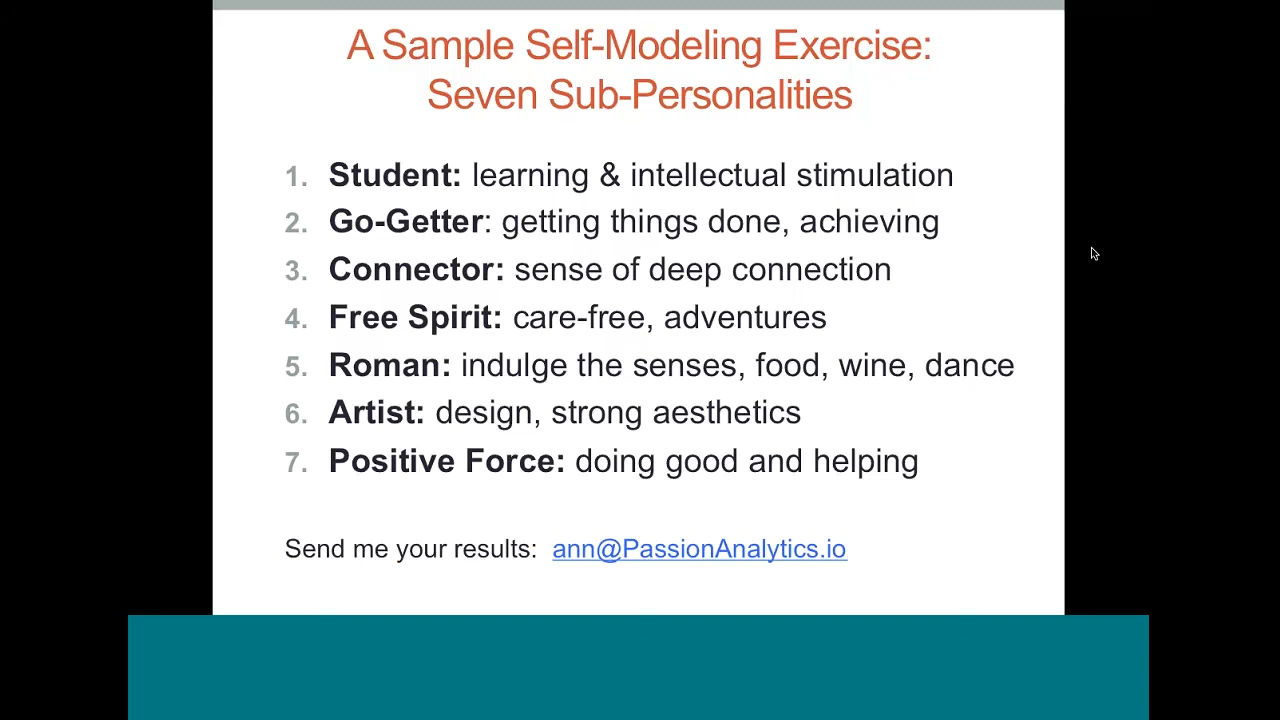 A Sample Self-Modeling Exercise:
Seven Sub-Personalities
1. Student: learning & intellectual stimulation
2. Go-Getter: getting things done, achieving
3. Connector: sense of deep connection
4. Free Spirit: care-free, adventures
5. Roman: indulge the senses, food, wine, dance
6. Artist: design, strong aesthetics
7. Positive Force: doing good and helping
Send me your results: ann@PassionAnalytics.io